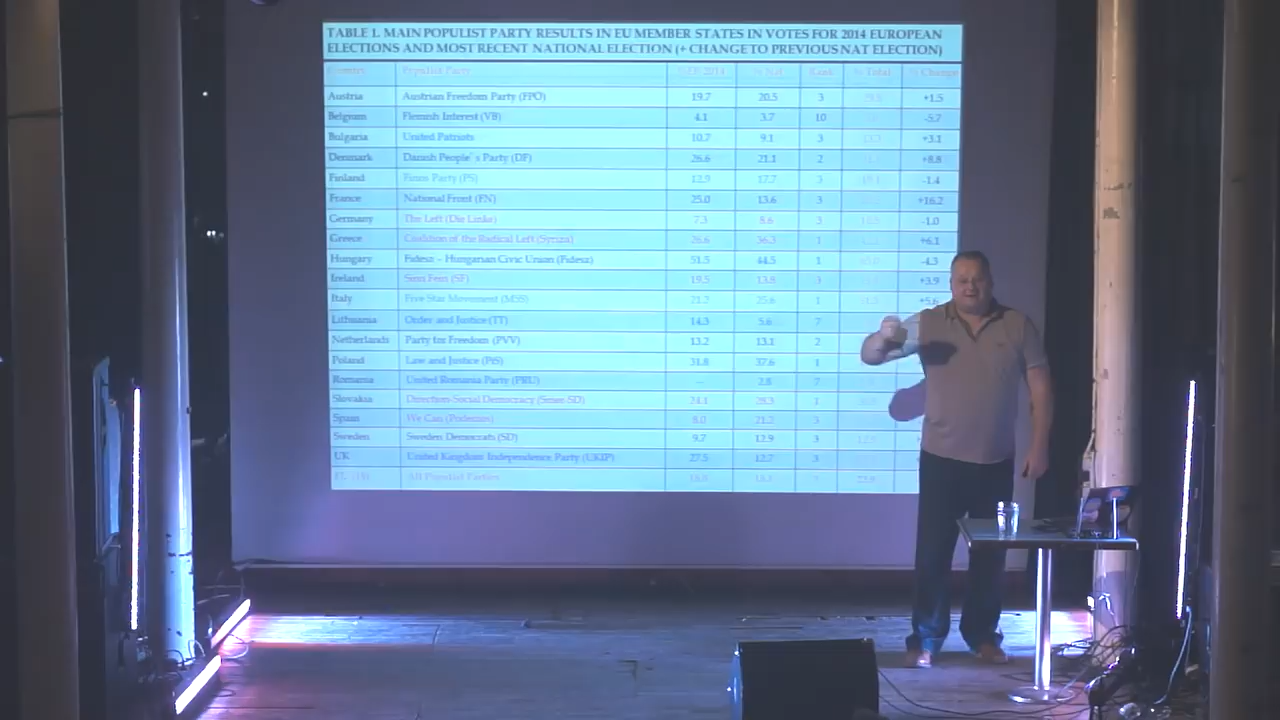 TABLE 1. MAIN POPULIST PARTY RESULTS IN EU MEMBER STATES IN VOTES FOR 2014 EUROPEAN
ELECTIONS AND MOST RECENT NATIONAL ELECTION (+ CHANGE TO PREVIOUS NAT ELECTION)
Country Populist Party % EP 2014 % Nat Rank % Total % Change
Austria Austrian Freedom Party (FPÖ) 19.7 20.5 3 +1.5
Belgium Flemish Interest (VB) 4.1 3.7 10 -5.7
Bulgaria United Patriots 10.7 9.1 3 +3.1
Denmark Danish People´s Party (DF) 26.6 21.1 2 +8.8
Finland Finns Party (PS) 12.9 17.7 3 -1.4
France National Front (FN) 25.0 13.6 3 +16.2
Germany The Left (Die Linke) 7.3 8.6 3 -1.0
Greece Coalition of the Radical Left (Syriza) 26.6 36.3 1 +6.1
Hungary Fidesz – Hungarian Civic Union (Fidesz) 51.5 44.5 1 -4.3
Ireland Sinn Fein (SF) 19.5 13.8 3 +3.9
Italy Five Star Movement (M5S) 21.2 25.6 1 +5.6
Lithuania Order and Justice (TT) 14.3 5.6 7
Netherlands Party for Freedom (PVV) 13.2 13.1 2
Poland Law and Justice (PiS) 31.8 37.6 1
Romania United Romania Party (PRU) — 2.8 7
Slovakia Direction-Social Democracy (Smer-SD) 24.1 28.3 1
Spain We Can (Podemos) 8.0 21.2 3
Sweden Sweden Democrats (SD) 9.7 12.9 3
UK United Kingdom Independence Party (UKIP) 27.5 12.7 3
All Populist Parties